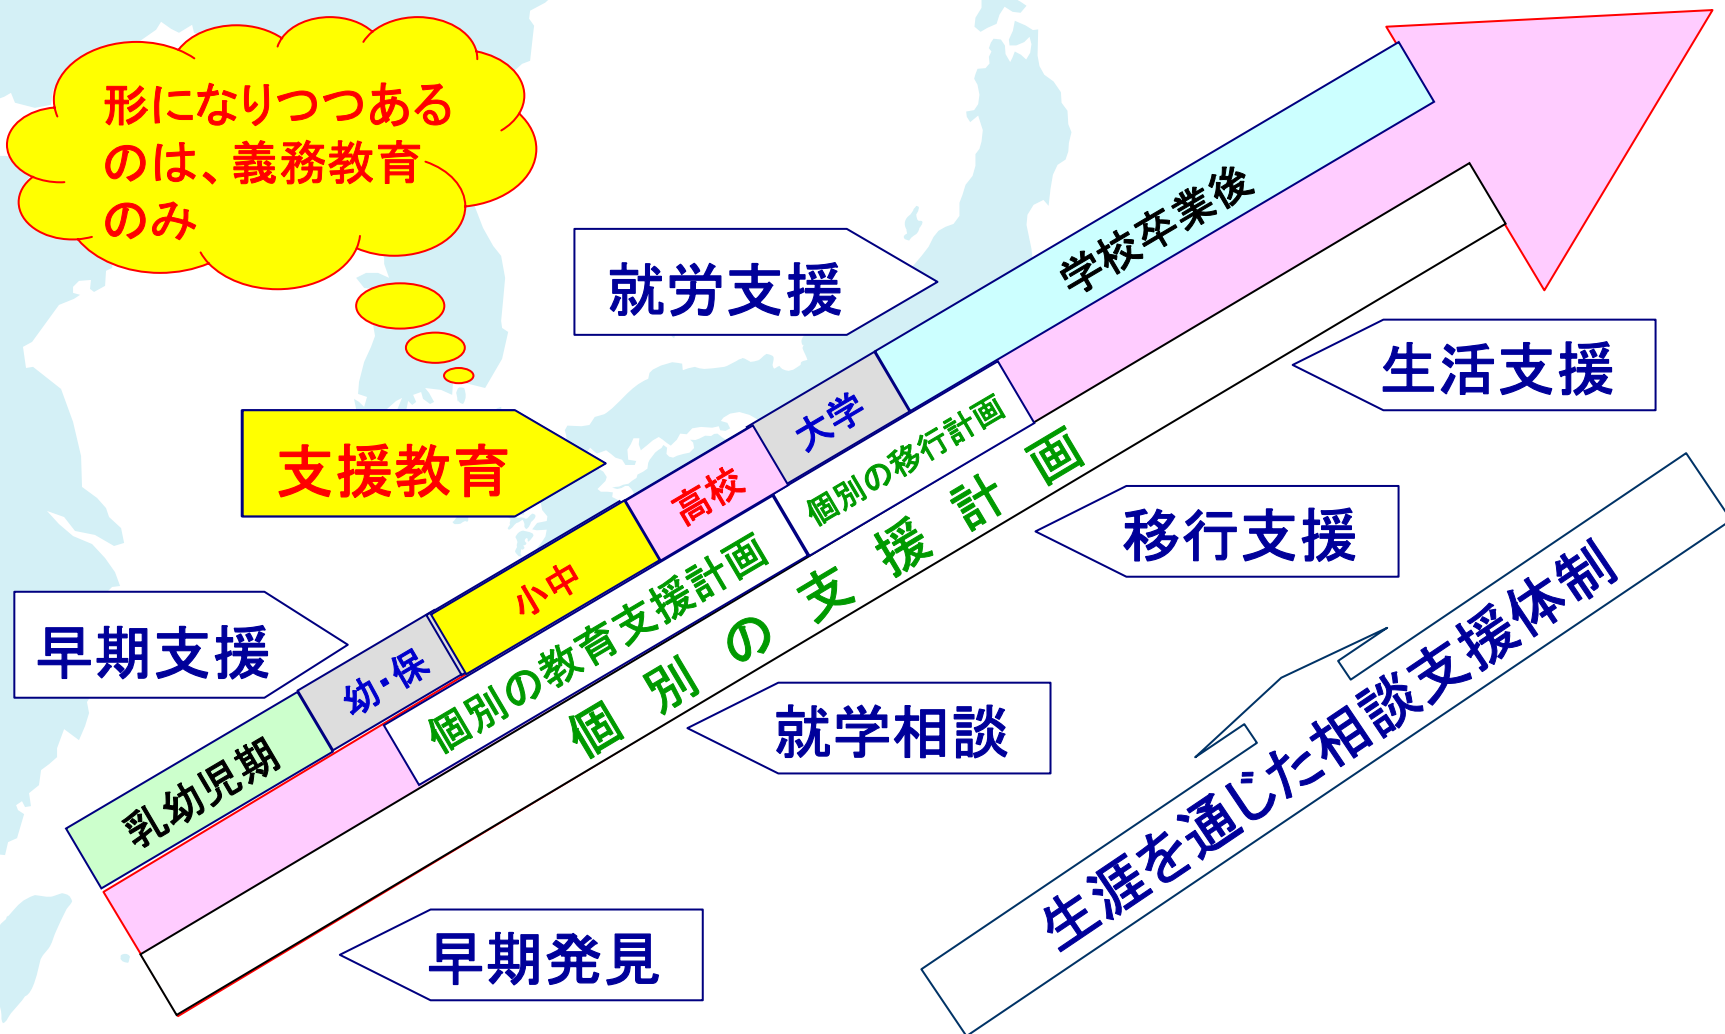 形になりつつある
のは、義務教育
のみ
就労支援
学校卒業後
生活支援
大学
個別の移行計画
支援教育
高校
移行支援
小中
個別の教育支援計画
個別の支援計画
早期支援
幼・保
就学相談
乳幼児期
早期発見
生涯を通じた相談支援体制